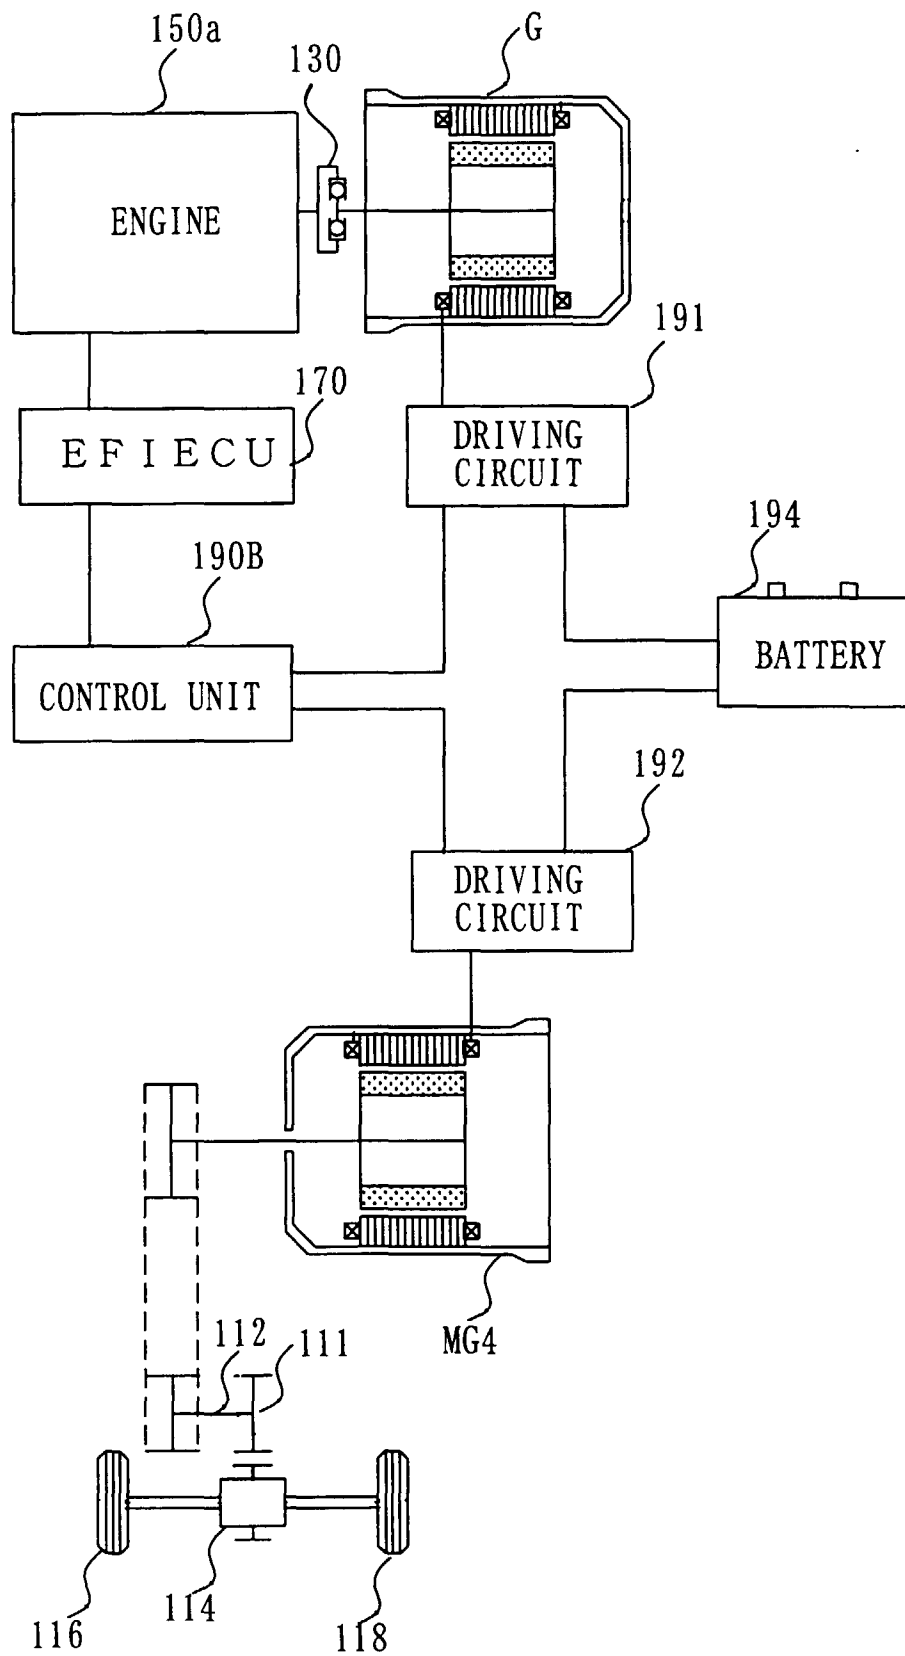 150a
G
130
ENGINE
191
170
EFIECU
DRIVING
CIRCUIT
194
190B
BATTERY
CONTROL UNIT
192
DRIVING
CIRCUIT
MG4
112
111
114
116
118